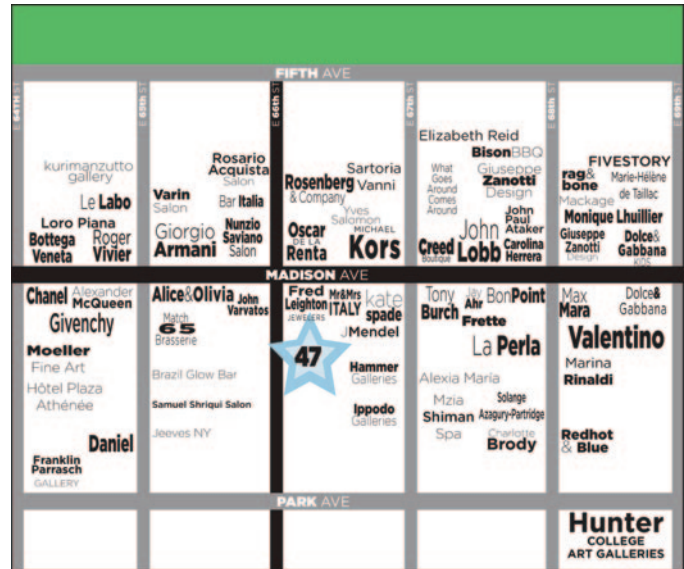 FIFTH AVE
E 64TH ST
E 65th ST
E 66th ST
E 67th ST
E 68th ST
E 69th ST
kurimanzutto
gallery
Le Labo
Loro Piana
Bottega
Veneta
Roger
Vivier
Rosario
Acquista
Salon
Varin
Salon
Bar Italia
Giorgio
Armani
Nunzio
Saviano
Salon
Sartoria
Vanni
Rosenberg
& Company
Yves
Salomon
Oscar
DE LA
Renta
MICHAEL
Kors
Elizabeth Reid
BisonBBQ
What
Goes
Around
Comes
Around
Giuseppe
Zanotti
Design
John
Paul
Ataker
Creed
Boutique
John
Lobb
Carolina
Herrera
FIVESTORY
rag&
bone
Marie-Hélène
de Taillac
Mackage
Monique Lhuillier
Giuseppe
Zanotti
Design
Dolce&
Gabbana
KIDS
MADISON AVE
Chanel
Alexander
McQueen
Givenchy
Moeller
Fine Art
Hôtel Plaza
Athénée
Daniel
Franklin
Parrasch
GALLERY
Alice&Olivia
John
Varvatos
Match
65
Brasserie
Brazil Glow Bar
Samuel Shriqui Salon
Jeeves NY
Fred
Leighton
JEWELERS
Mr&Mrs
ITALY
kate
spade
JMendel
47
Hammer
Galleries
Ippodo
Galleries
Tony
Burch
Jay
Ahr
BonPoint
Frette
La Perla
Alexia María
Mzia
Shiman
Spa
Solange
Azagury-Partridge
Charlotte
Brody
Max
Mara
Dolce&
Gabbana
Valentino
Marina
Rinaldi
Redhot
& Blue
PARK AVE
Hunter
COLLEGE
ART GALLERIES